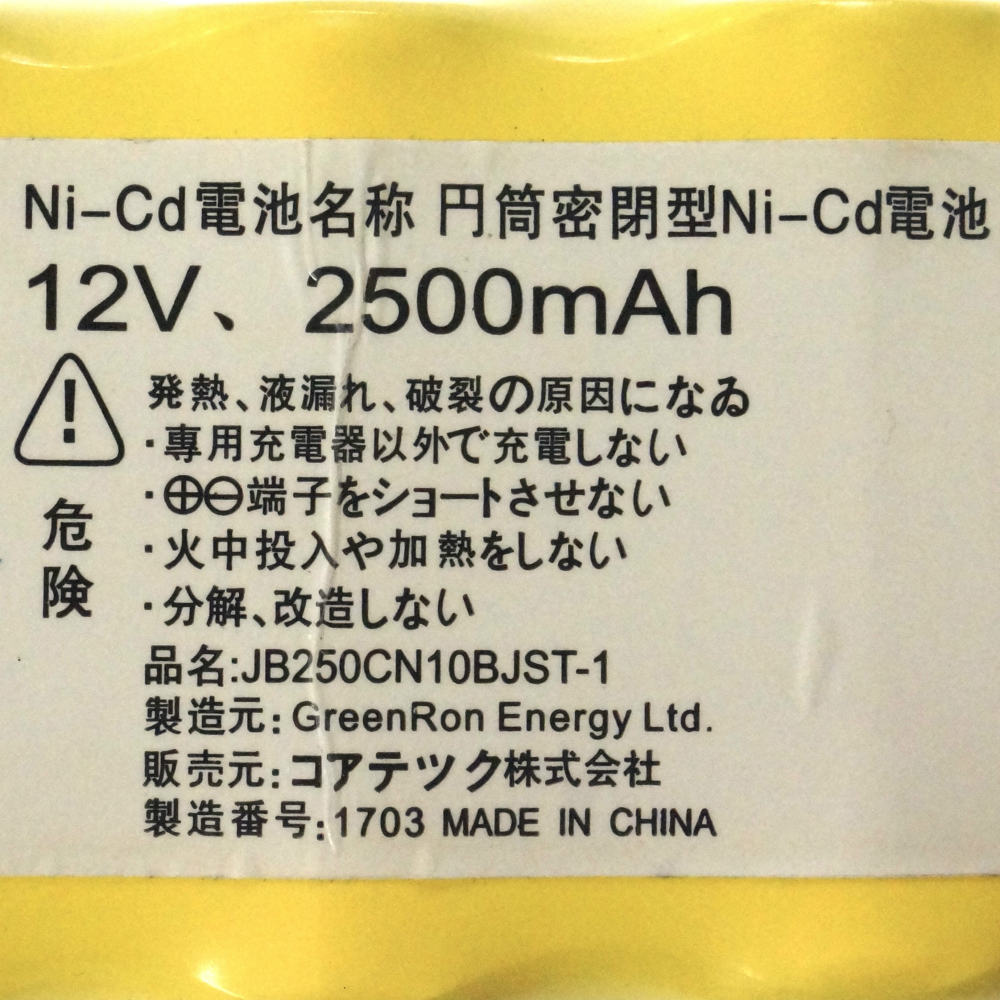 Ni-Cd電池名称 円筒密閉型Ni-Cd電池
12V、2500mAh
発熱、液漏れ、破裂の原因になゐ
・専用充電器以外で充電しない
・⊕⊖端子をショートさせない
・火中投入や加熱をしない
・分解、改造しない
危険
品名:JB250CN10BJST-1
製造元:GreenRon Energy Ltd.
販売元:コアテツク株式会社
製造番号:1703 MADE IN CHINA